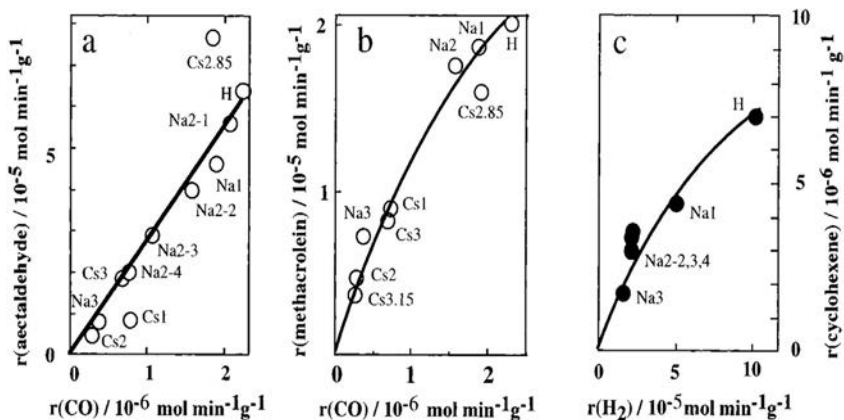 a
r(aectaldehyde) / 10-5 mol min-1g-1
5
0
Cs2.85
H
Na2-1
Na1
Na2-2
Na2-3
Cs3
Na2-4
Na3
Cs1
Cs2
0 1 2
r(CO) / 10-6 mol min-1g-1
b
r(methacrolein) / 10-5 mol min-1g-1
2
1
Na1
Na2
H
Cs2.85
Na3
Cs1
Cs3
Cs2
Cs3.15
0 1 2
r(CO) / 10-6 mol min-1g-1
c
H
Na1
Na2-2,3,4
Na3
0 5 10
r(H2) / 10-5mol min-1g-1
10
5
0
r(cyclohexene) / 10-6 mol min-1 g-1